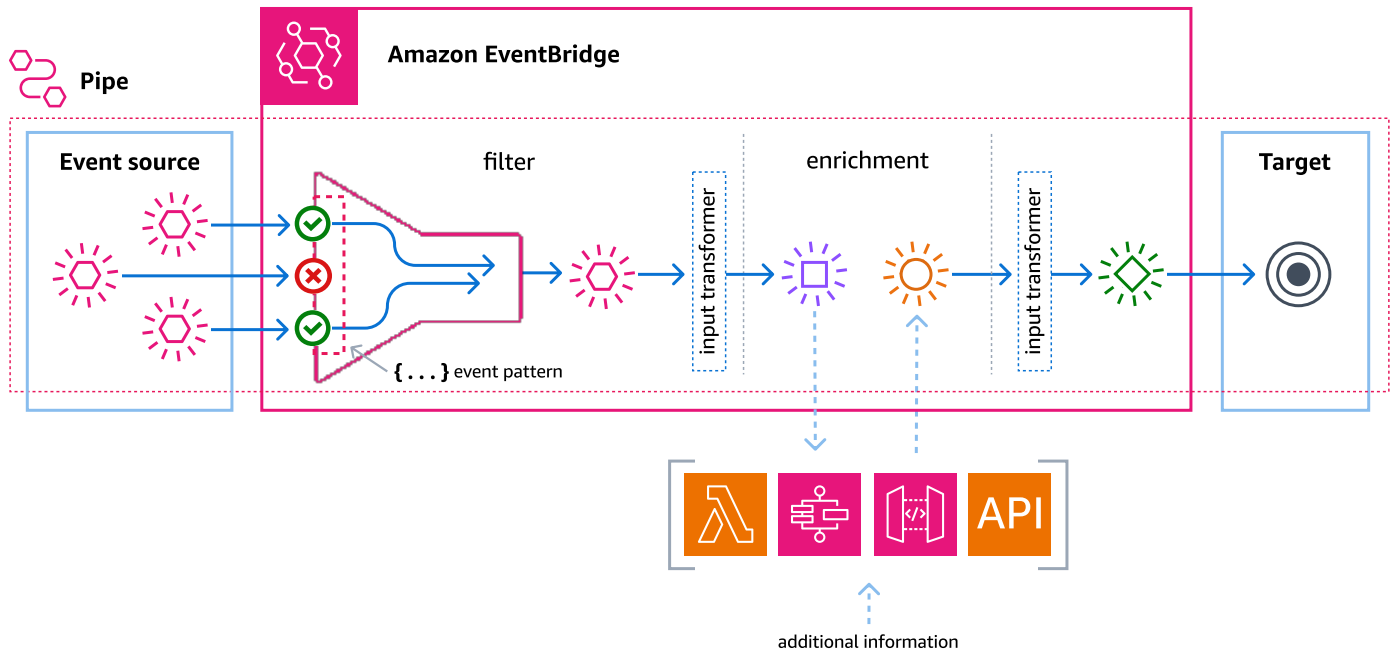 Amazon EventBridge
Pipe
Event source
filter
enrichment
Target
input transformer
input transformer
{...} event pattern
</>
API
additional information